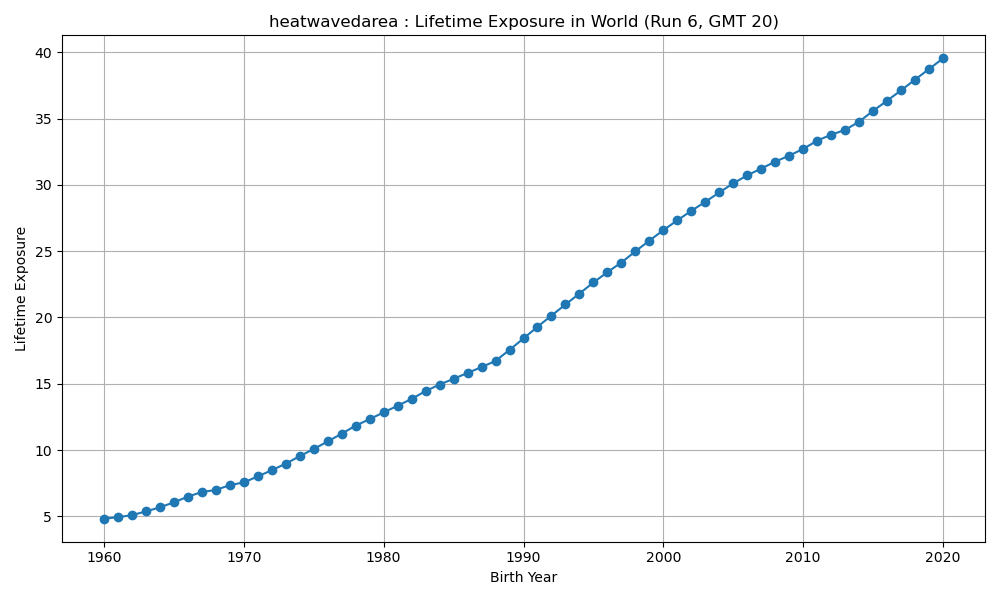 heatwavedarea : Lifetime Exposure in World (Run 6, GMT 20)
Lifetime Exposure
40
35
30
25
20
15
10
5
1960 1970 1980 1990 2000 2010 2020
Birth Year